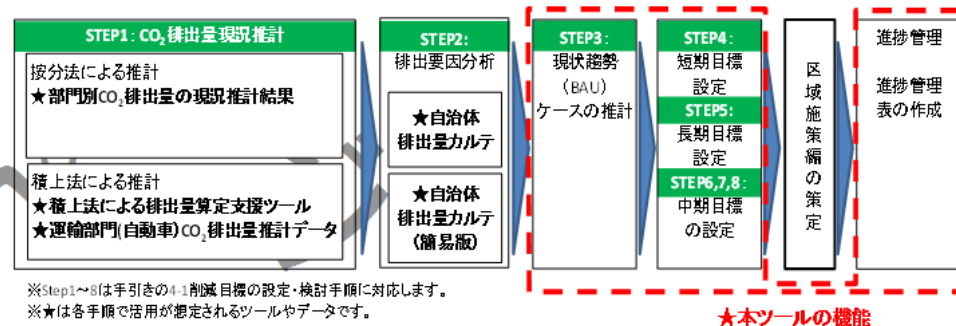 STEP1: CO₂排出量現況推計
按分法による推計
★部門別CO₂排出量の現況推計結果
積上法による推計
★積上法による排出量算定支援ツール
★運輸部門(自動車)CO₂排出量推計データ
STEP2:
排出要因分析
★自治体
排出量カルテ
★自治体
排出量カルテ
(簡易版)
STEP3:
現状趨勢
(BAU)
ケースの推計
STEP4:
短期目標
設定
STEP5:
長期目標
設定
STEP6,7,8:
中期目標
の設定
区域施策編の策定
進捗管理
進捗管理
表の作成
※Step1～8は手引きの4-1削減目標の設定・検討手順に対応します。
※★は各手順で活用が想定されるツールやデータです。
★本ツールの機能